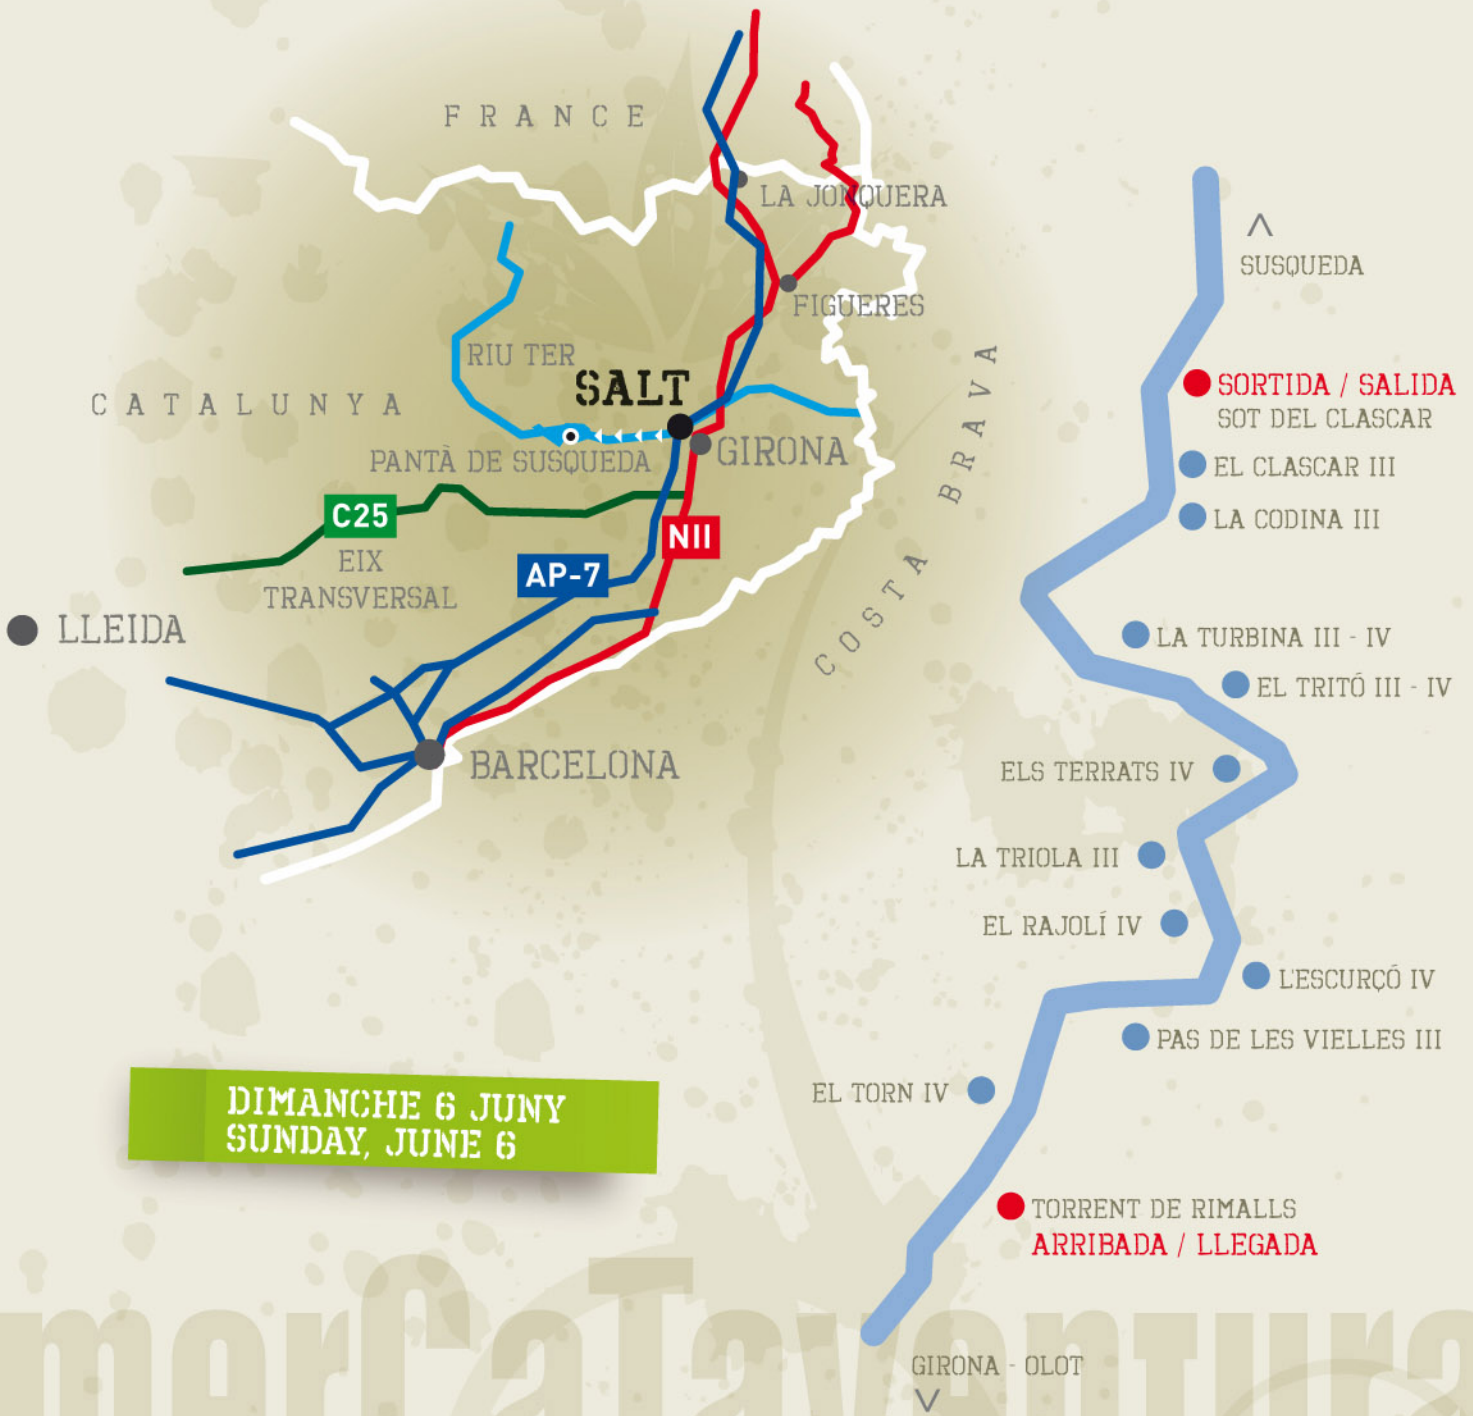 FRANCE
LA JONQUERA
FIGUERES
RIU TER
SALT
CATALUNYA
PANTÀ DE SUSQUEDA
GIRONA
COSTA BRAVA
C25
EIX
TRANSVERSAL
NII
AP-7
LLEIDA
BARCELONA
DIMANCHE 6 JUNY
SUNDAY, JUNE 6
SUSQUEDA
SORTIDA / SALIDA
SOT DEL CLASCAR
EL CLASCAR III
LA CODINA III
LA TURBINA III - IV
EL TRITÓ III - IV
ELS TERRATS IV
LA TRIOLA III
EL RAJOLÍ IV
L'ESCURÇÓ IV
PAS DE LES VIELLES III
EL TORN IV
TORRENT DE RIMALLS
ARRIBADA / LLEGADA
GIRONA - OLOT
merCaTavenTura